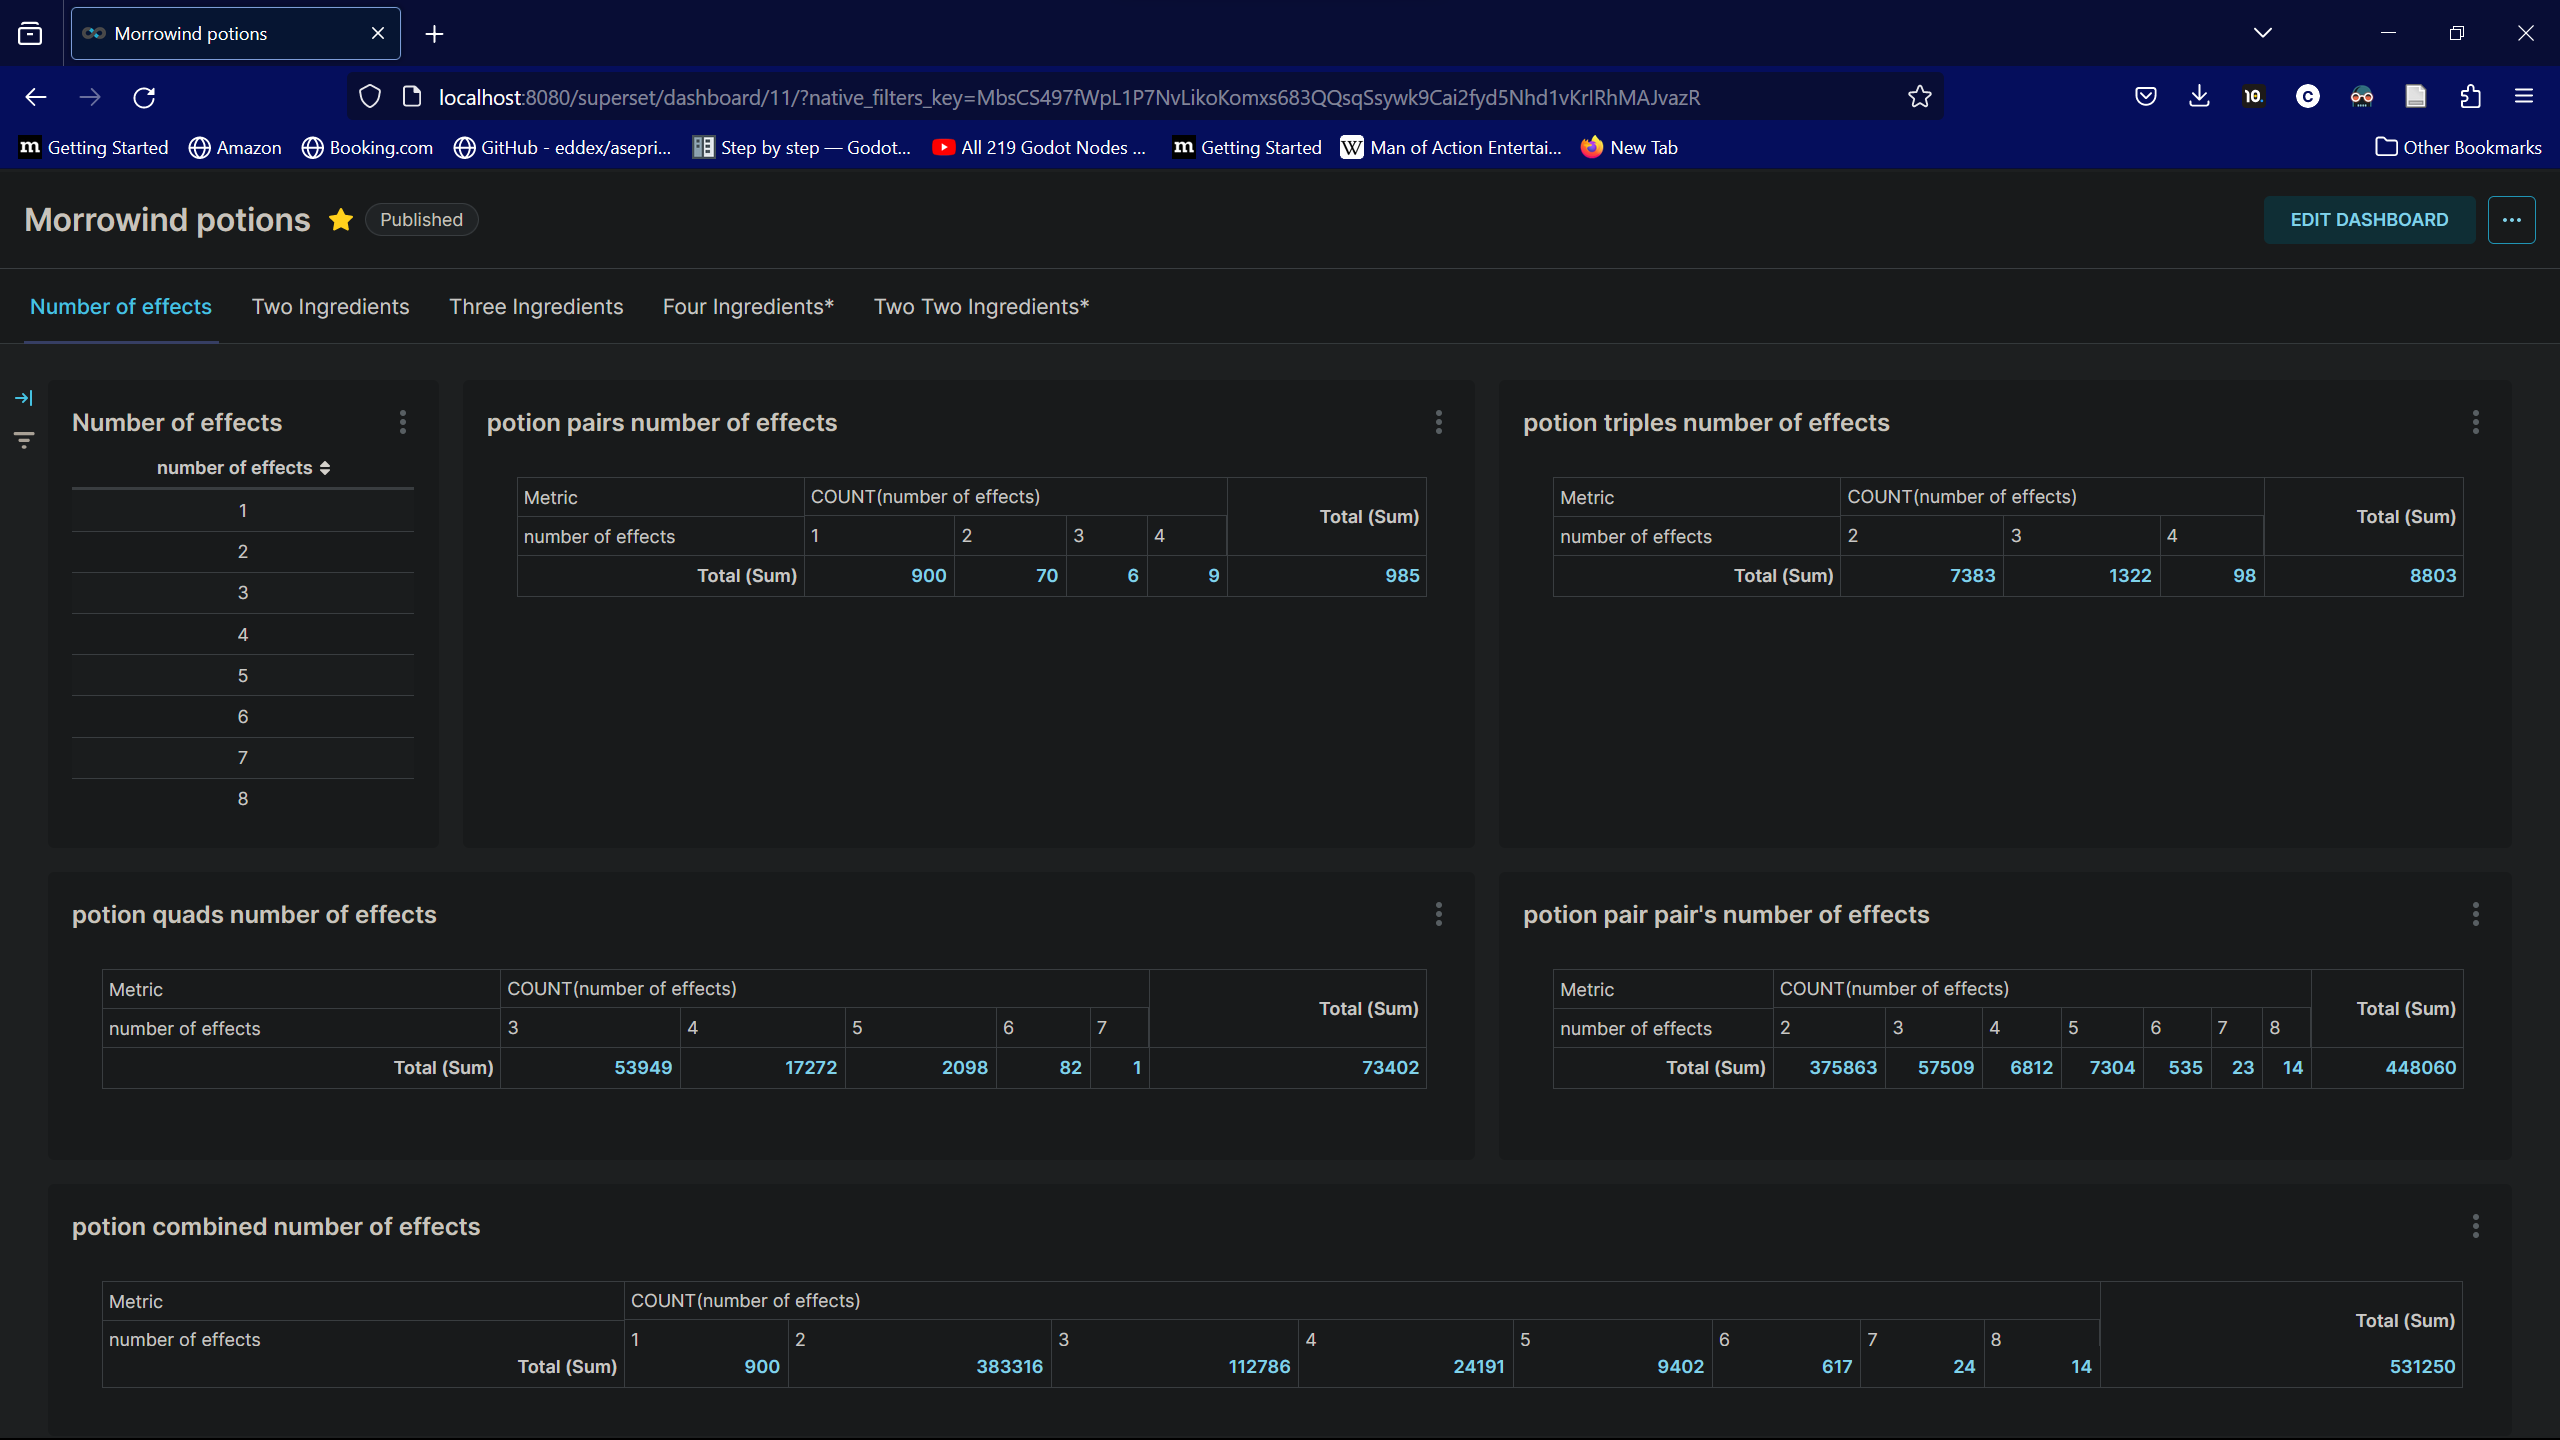 Morrowind potions
localhost:8080/superset/dashboard/11/?native_filters_key=MbsCS497fWpL1P7NvLikoKomxs683QQsqSsywk9Cai2fyd5Nhd1vKrlRhMAJvazR
10.
C
m Getting Started Amazon Booking.com GitHub - eddex/asepri... Step by step — Godot... All 219 Godot Nodes ... m Getting Started W Man of Action Entertai... New Tab Other Bookmarks
Morrowind potions Published EDIT DASHBOARD ...
Number of effects Two Ingredients Three Ingredients Four Ingredients* Two Two Ingredients*
Number of effects
number of effects
1
2
3
4
5
6
7
8
potion pairs number of effects
Metric COUNT(number of effects) Total (Sum)
number of effects 1 2 3 4
Total (Sum) 900 70 6 9 985
potion triples number of effects
Metric COUNT(number of effects) Total (Sum)
number of effects 2 3 4
Total (Sum) 7383 1322 98 8803
potion quads number of effects
Metric COUNT(number of effects) Total (Sum)
number of effects 3 4 5 6 7
Total (Sum) 53949 17272 2098 82 1 73402
potion pair pair's number of effects
Metric COUNT(number of effects) Total (Sum)
number of effects 2 3 4 5 6 7 8
Total (Sum) 375863 57509 6812 7304 535 23 14 448060
potion combined number of effects
Metric COUNT(number of effects) Total (Sum)
number of effects 1 2 3 4 5 6 7 8
Total (Sum) 900 383316 112786 24191 9402 617 24 14 531250